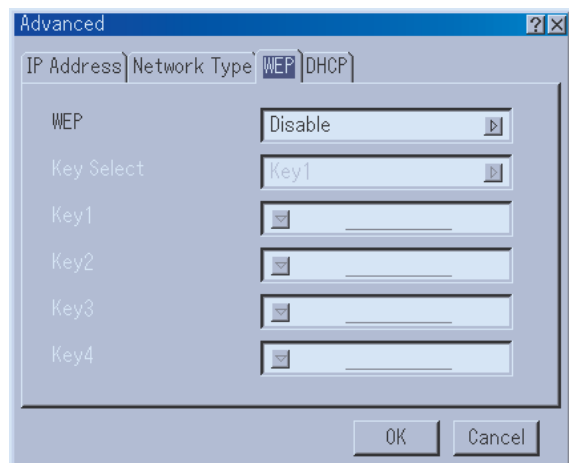 Advanced ? ×
IP Address Network Type WEP DHCP
WEP Disable
Key Select Key1
Key1
Key2
Key3
Key4
OK Cancel